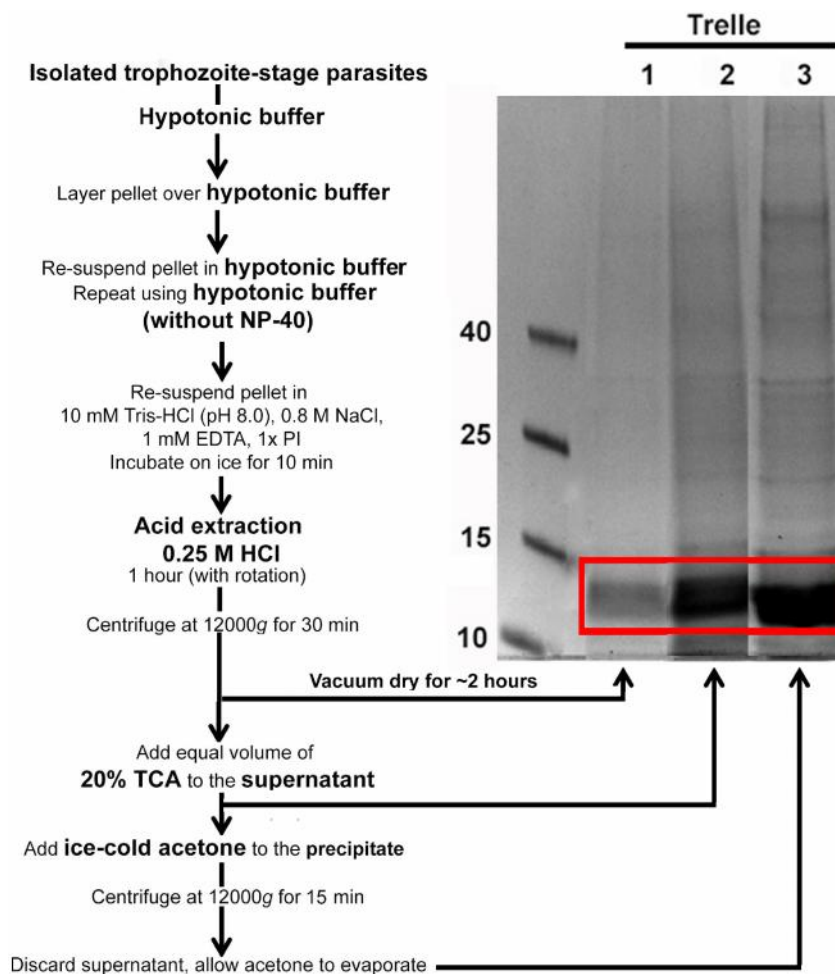 Trelle
1 2 3
Isolated trophozoite-stage parasites
Hypotonic buffer
Layer pellet over hypotonic buffer
Re-suspend pellet in hypotonic buffer
Repeat using hypotonic buffer
(without NP-40)
Re-suspend pellet in
10 mM Tris-HCl (pH 8.0), 0.8 M NaCl,
1 mM EDTA, 1x PI
Incubate on ice for 10 min
Acid extraction
0.25 M HCl
1 hour (with rotation)
Centrifuge at 12000g for 30 min
Vacuum dry for ~2 hours
Add equal volume of
20% TCA to the supernatant
Add ice-cold acetone to the precipitate
Centrifuge at 12000g for 15 min
Discard supernatant, allow acetone to evaporate
40
25
15
10